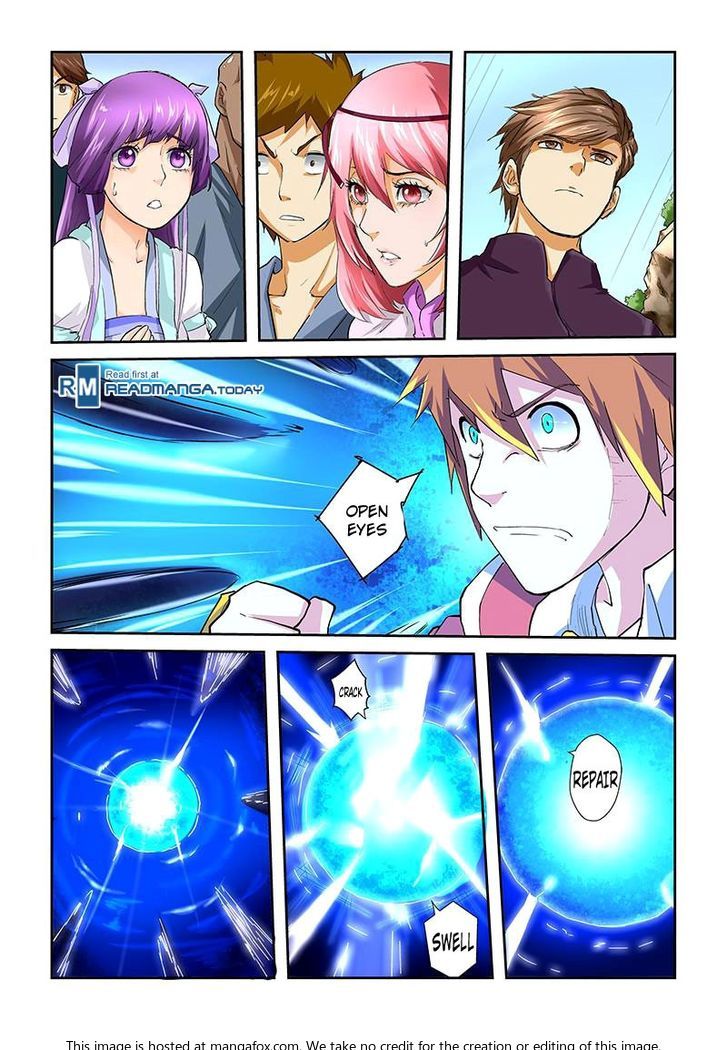 R M
Read first at
READMANGA.TODAY
OPEN
EYES
CRACK
SWELL
REPAIR
This image is hosted at mangafox.com. We take no credit for the creation or editing of this image.